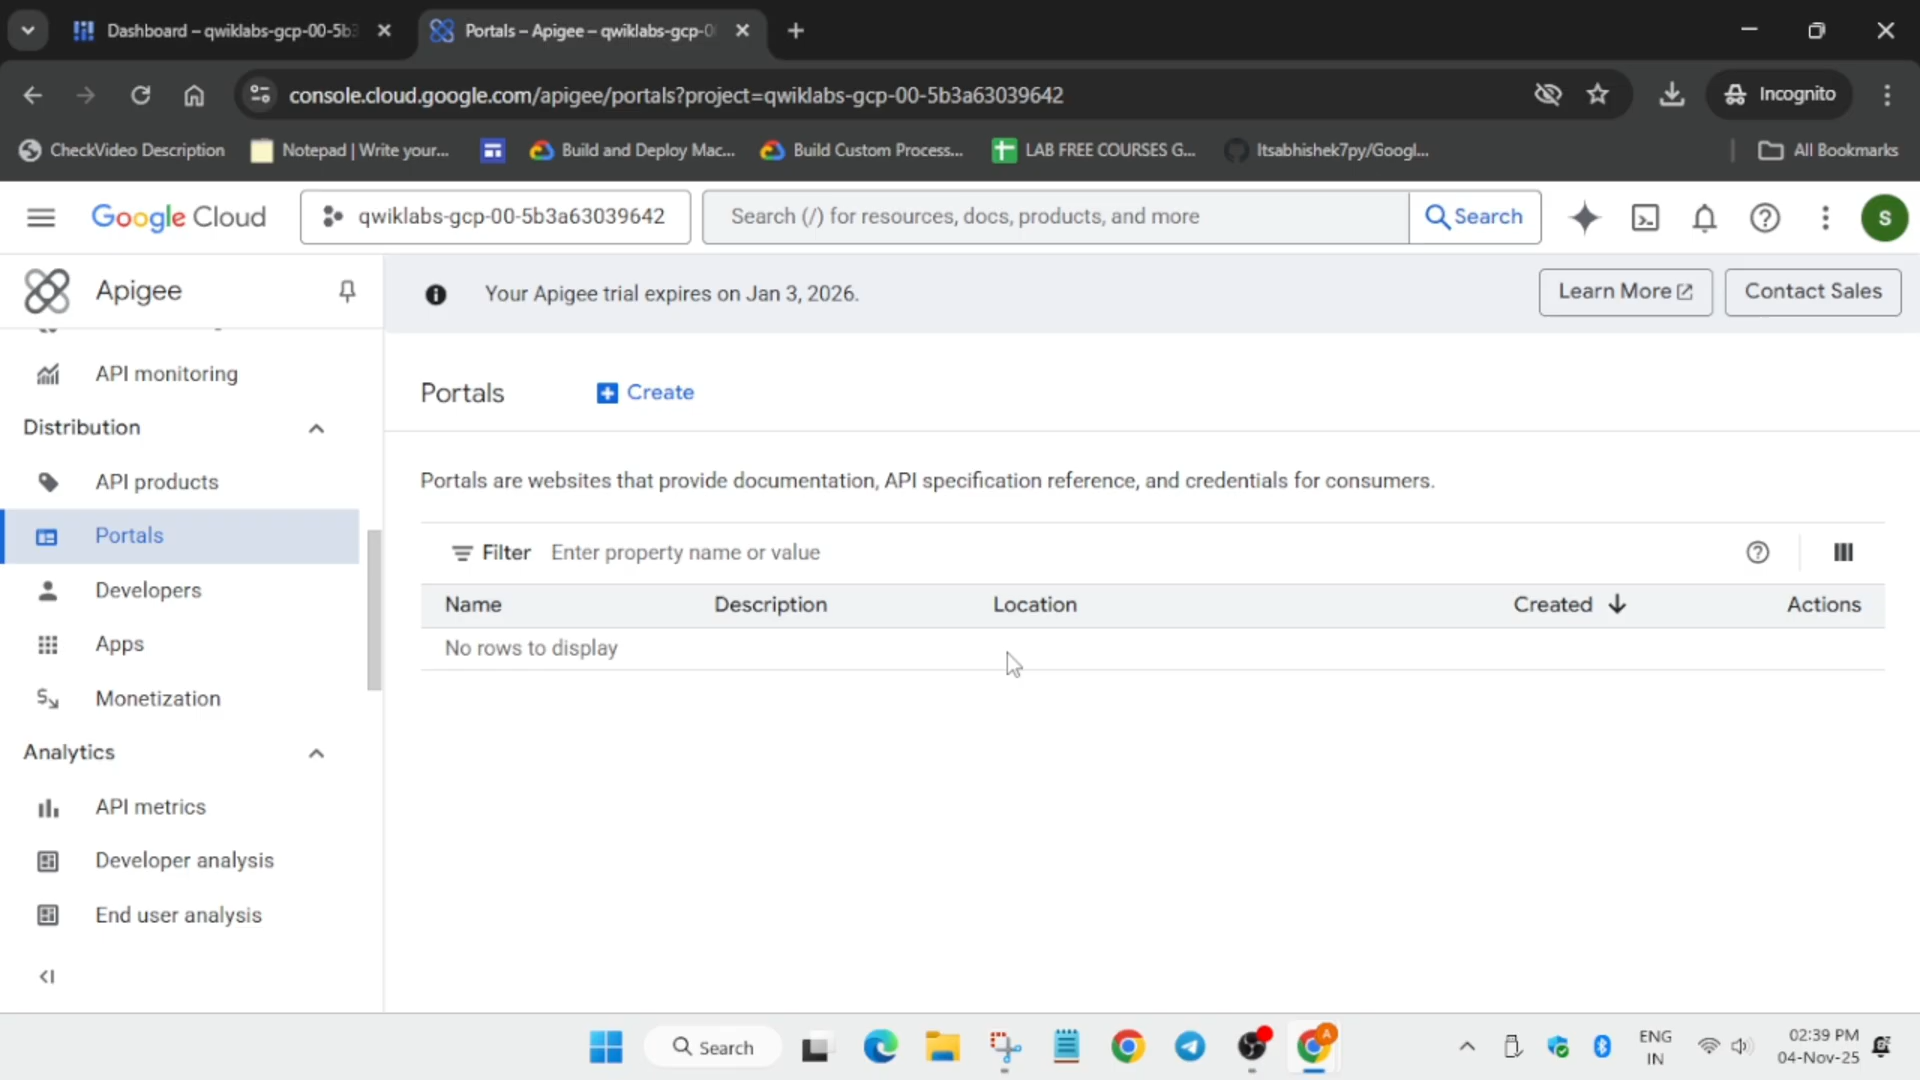 Dashboard – qwiklabs-gcp-00-5b3
Portals – Apigee – qwiklabs-gcp-0
console.cloud.google.com/apigee/portals?project=qwiklabs-gcp-00-5b3a63039642
Incognito
CheckVideo Description
Notepad | Write your...
Build and Deploy Mac...
Build Custom Process...
LAB FREE COURSES G...
Itsabhishek7py/Googl...
All Bookmarks
Google Cloud
qwiklabs-gcp-00-5b3a63039642
Search (/) for resources, docs, products, and more
Search
S
Apigee
Your Apigee trial expires on Jan 3, 2026.
Learn More
Contact Sales
API monitoring
Distribution
API products
Portals
Developers
Apps
Monetization
Analytics
API metrics
Developer analysis
End user analysis
Portals
Create
Portals are websites that provide documentation, API specification reference, and credentials for consumers.
Filter
Enter property name or value
Name
Description
Location
Created
Actions
No rows to display
Search
A
ENG
IN
02:39 PM
04-Nov-25